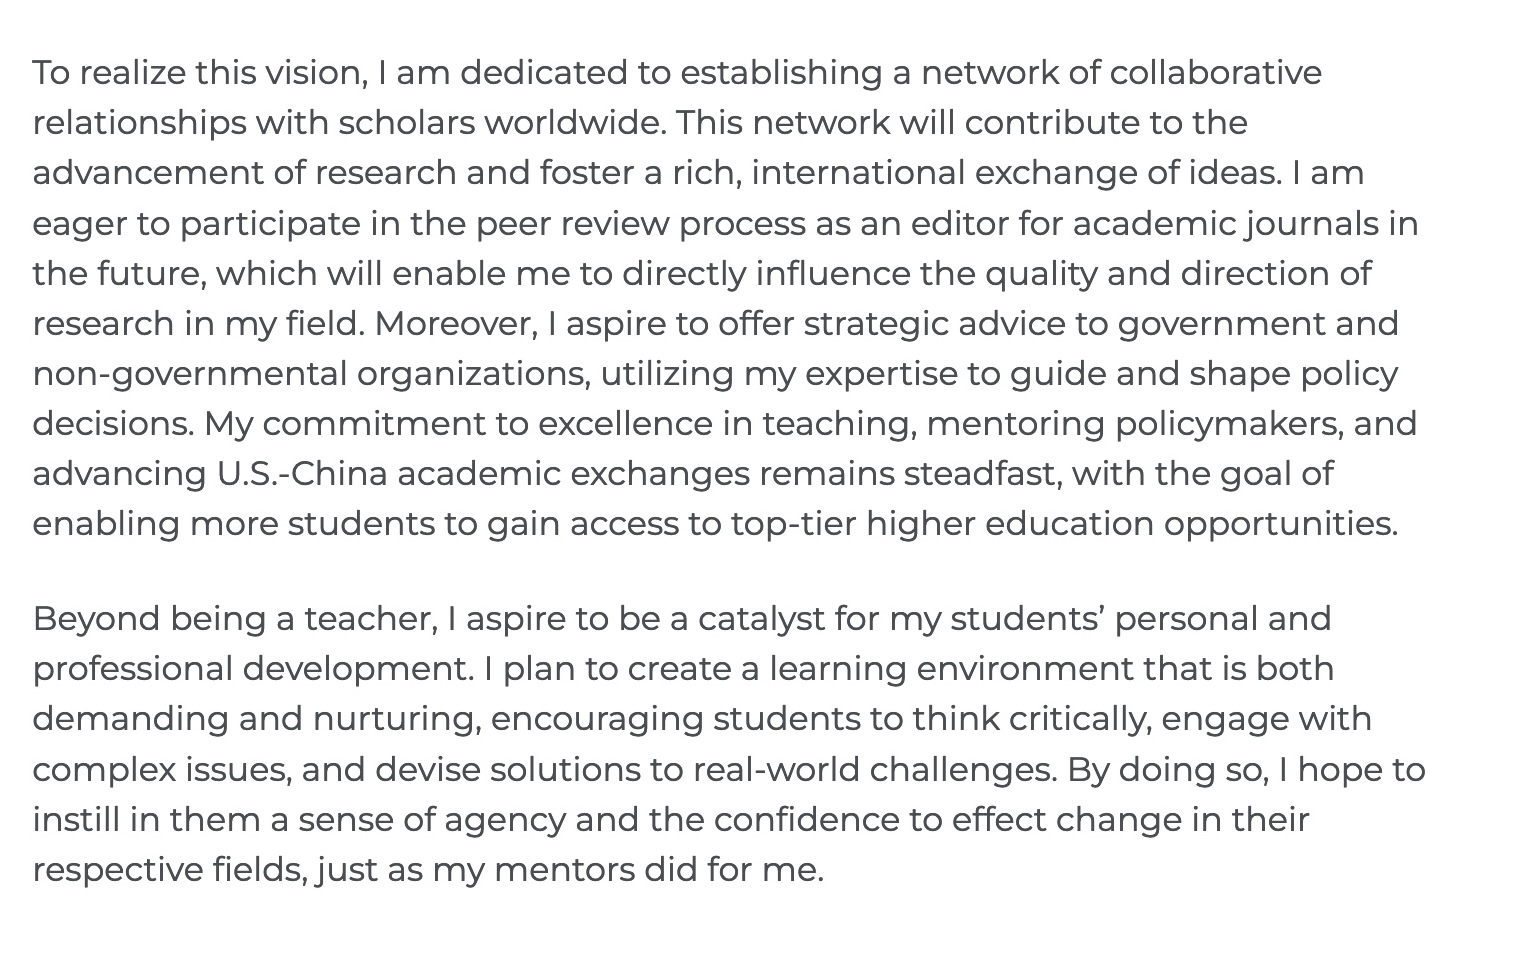 To realize this vision, I am dedicated to establishing a network of collaborative
relationships with scholars worldwide. This network will contribute to the
advancement of research and foster a rich, international exchange of ideas. I am
eager to participate in the peer review process as an editor for academic journals in
the future, which will enable me to directly influence the quality and direction of
research in my field. Moreover, I aspire to offer strategic advice to government and
non-governmental organizations, utilizing my expertise to guide and shape policy
decisions. My commitment to excellence in teaching, mentoring policymakers, and
advancing U.S.-China academic exchanges remains steadfast, with the goal of
enabling more students to gain access to top-tier higher education opportunities.
Beyond being a teacher, I aspire to be a catalyst for my students’ personal and
professional development. I plan to create a learning environment that is both
demanding and nurturing, encouraging students to think critically, engage with
complex issues, and devise solutions to real-world challenges. By doing so, I hope to
instill in them a sense of agency and the confidence to effect change in their
respective fields, just as my mentors did for me.